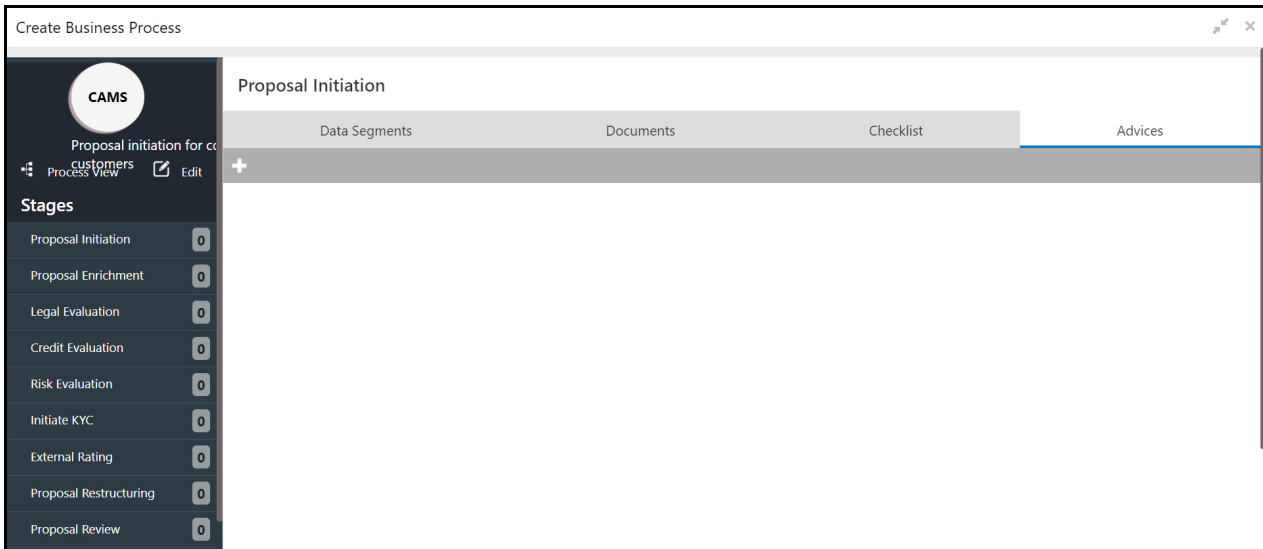 Create Business Process
CAMS
Proposal initiation for co
customers
Process View
Edit
Stages
Proposal Initiation 0
Proposal Enrichment 0
Legal Evaluation 0
Credit Evaluation 0
Risk Evaluation 0
Initiate KYC 0
External Rating 0
Proposal Restructuring 0
Proposal Review 0
Proposal Initiation
Data Segments Documents Checklist Advices